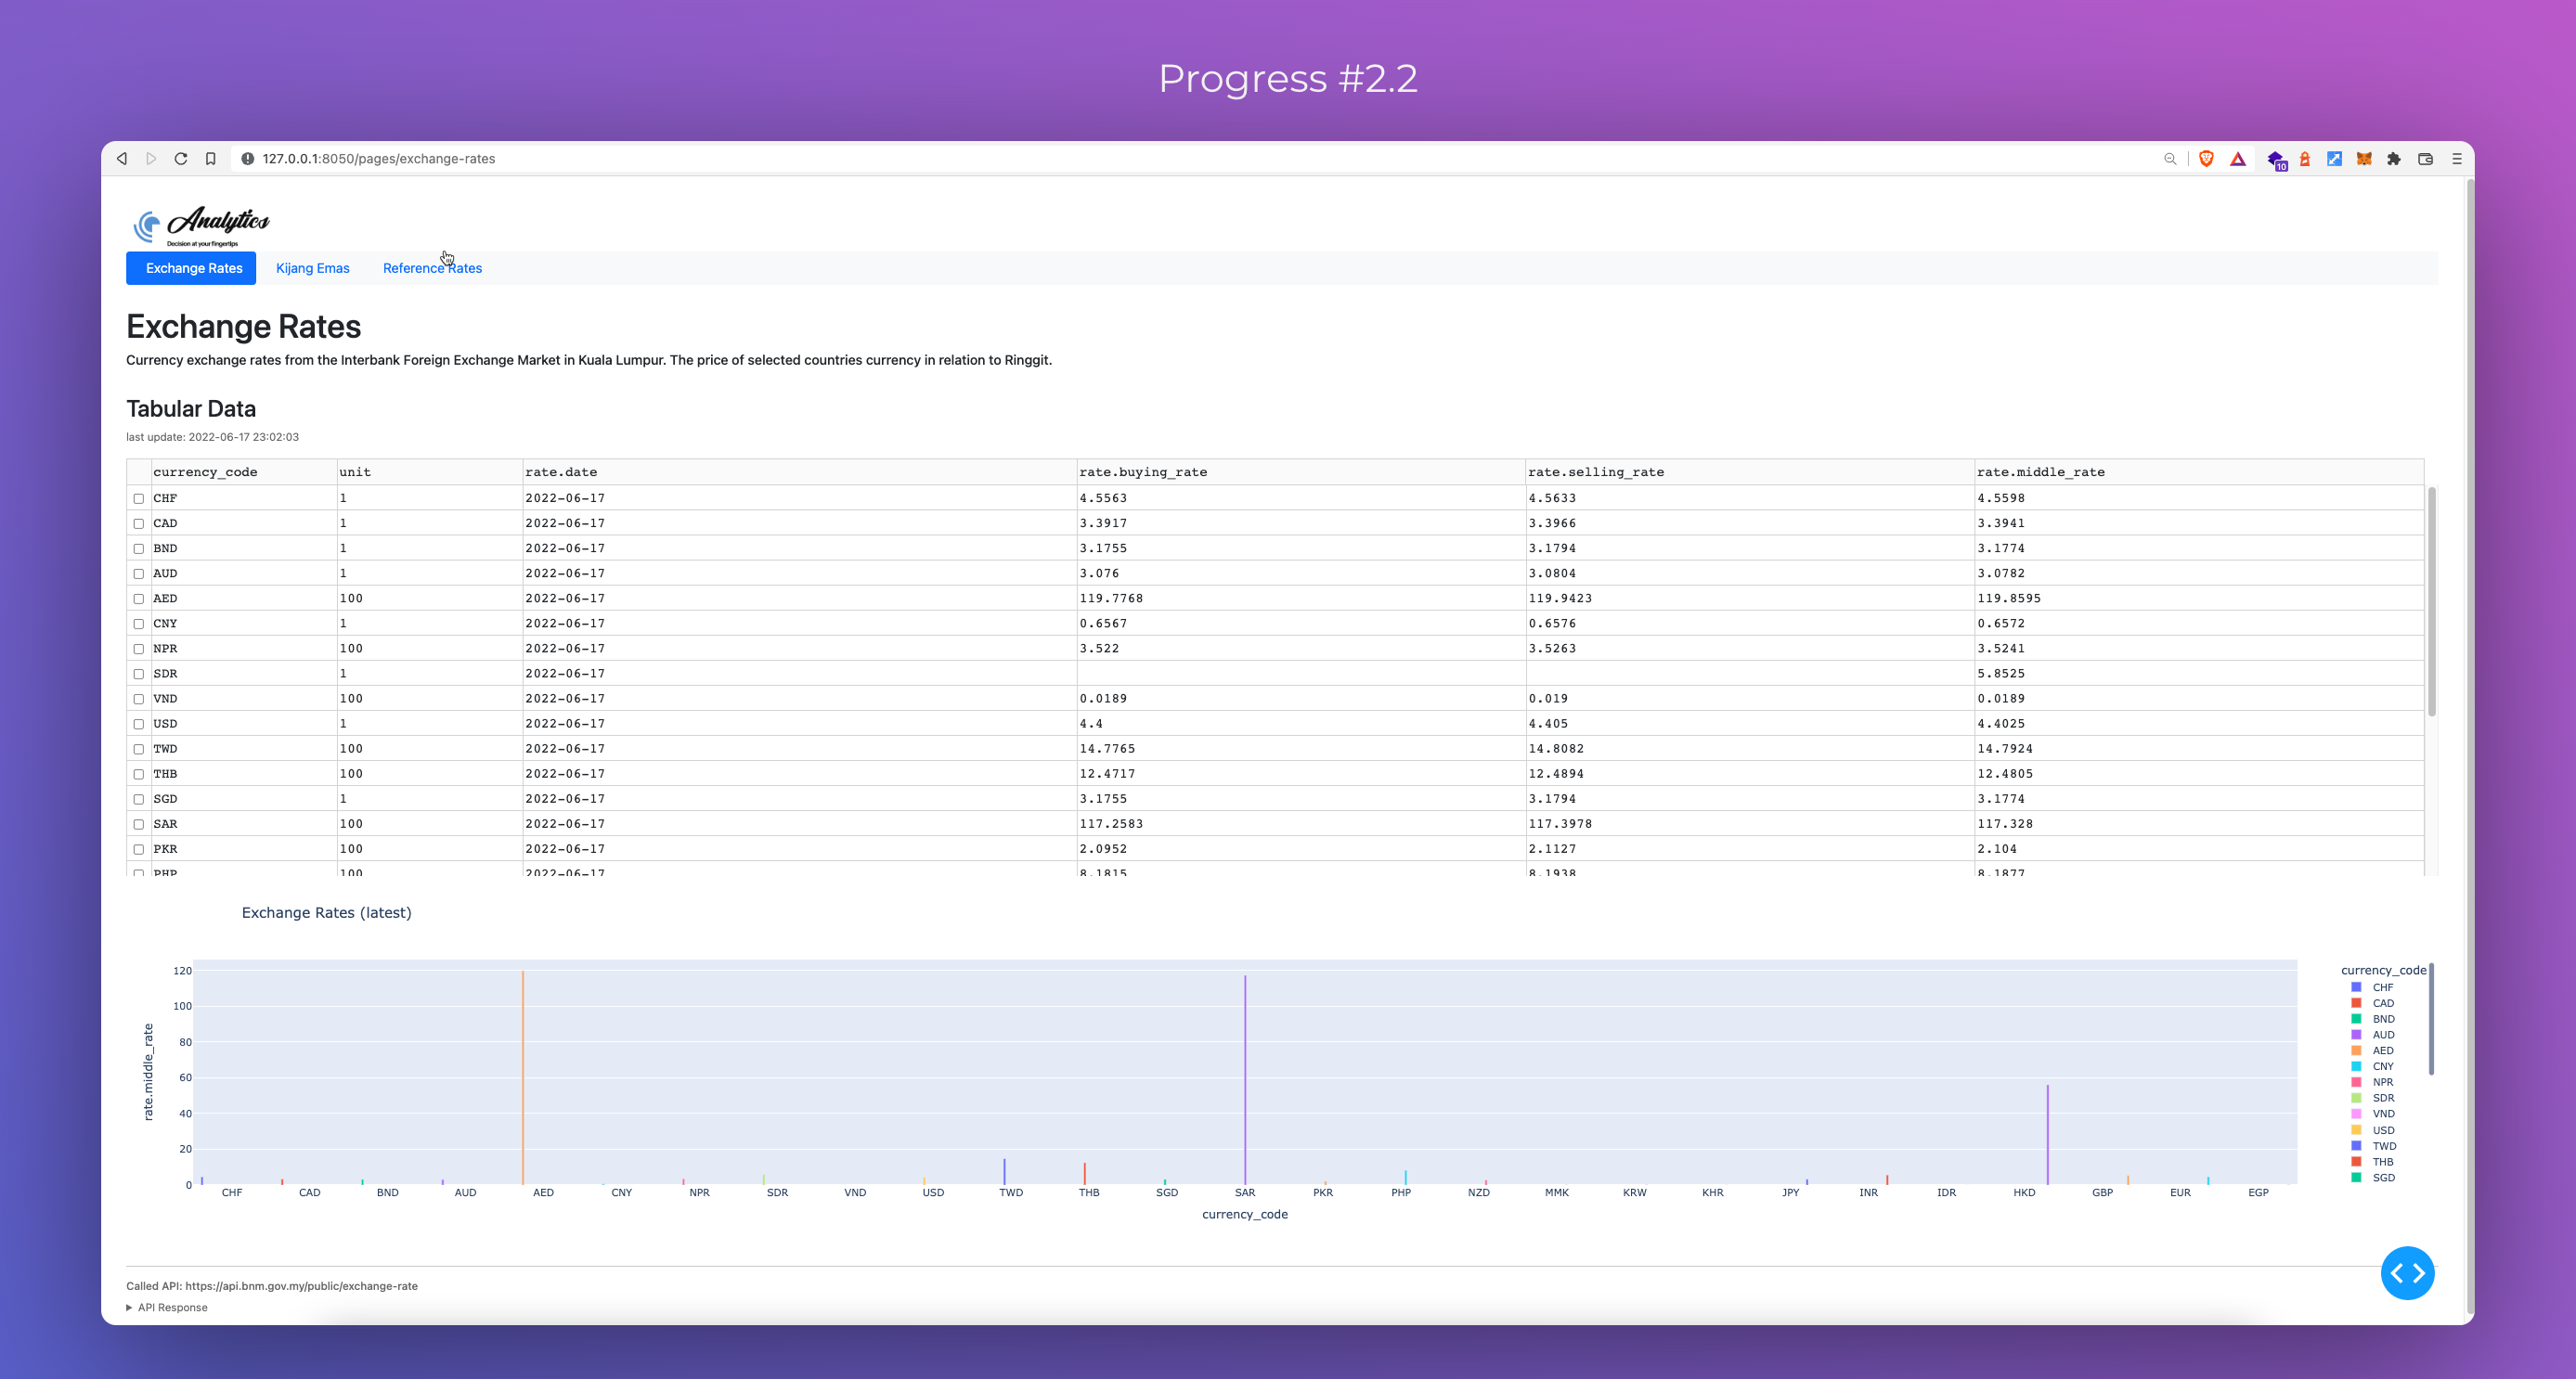 Progress #2.2
127.0.0.1:8050/pages/exchange-rates
10
Analytics
Decision at your fingertips
Exchange Rates Kijang Emas Reference Rates
Exchange Rates
Currency exchange rates from the Interbank Foreign Exchange Market in Kuala Lumpur. The price of selected countries currency in relation to Ringgit.
Tabular Data
last update: 2022-06-17 23:02:03
currency_code unit rate.date rate.buying_rate rate.selling_rate rate.middle_rate
CHF 1 2022-06-17 4.5563 4.5633 4.5598
CAD 1 2022-06-17 3.3917 3.3966 3.3941
BND 1 2022-06-17 3.1755 3.1794 3.1774
AUD 1 2022-06-17 3.076 3.0804 3.0782
AED 100 2022-06-17 119.7768 119.9423 119.8595
CNY 1 2022-06-17 0.6567 0.6576 0.6572
NPR 100 2022-06-17 3.522 3.5263 3.5241
SDR 1 2022-06-17 5.8525
VND 100 2022-06-17 0.0189 0.019 0.0189
USD 1 2022-06-17 4.4 4.405 4.4025
TWD 100 2022-06-17 14.7765 14.8082 14.7924
THB 100 2022-06-17 12.4717 12.4894 12.4805
SGD 1 2022-06-17 3.1755 3.1794 3.1774
SAR 100 2022-06-17 117.2583 117.3978 117.328
PKR 100 2022-06-17 2.0952 2.1127 2.104
PHP 100 2022-06-17 8.1815 8.1938 8.1877
Exchange Rates (latest)
120
100
80
60
40
20
0
rate.middle_rate
CHF CAD BND AUD AED CNY NPR SDR VND USD TWD THB SGD SAR PKR PHP NZD MMK KRW KHR JPY INR IDR HKD GBP EUR EGP
currency_code
currency_code
CHF
CAD
BND
AUD
AED
CNY
NPR
SDR
VND
USD
TWD
THB
SGD
Called API: https://api.bnm.gov.my/public/exchange-rate
API Response